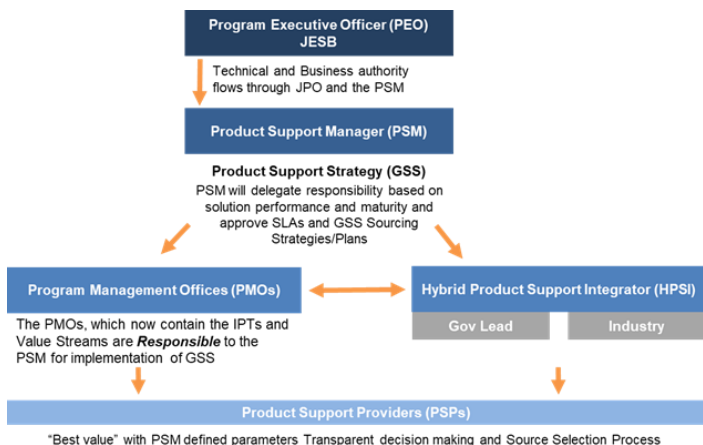 Program Executive Officer (PEO)
JESB
Technical and Business authority
flows through JPO and the PSM
Product Support Manager (PSM)
Product Support Strategy (GSS)
PSM will delegate responsibility based on
solution performance and maturity and
approve SLAs and GSS Sourcing
Strategies/Plans
Program Management Offices (PMOs)
Hybrid Product Support Integrator (HPSI)
Gov Lead
Industry
The PMOs, which now contain the IPTs and
Value Streams are Responsible to the
PSM for implementation of GSS
Product Support Providers (PSPs)
“Best value” with PSM defined parameters Transparent decision making and Source Selection Process